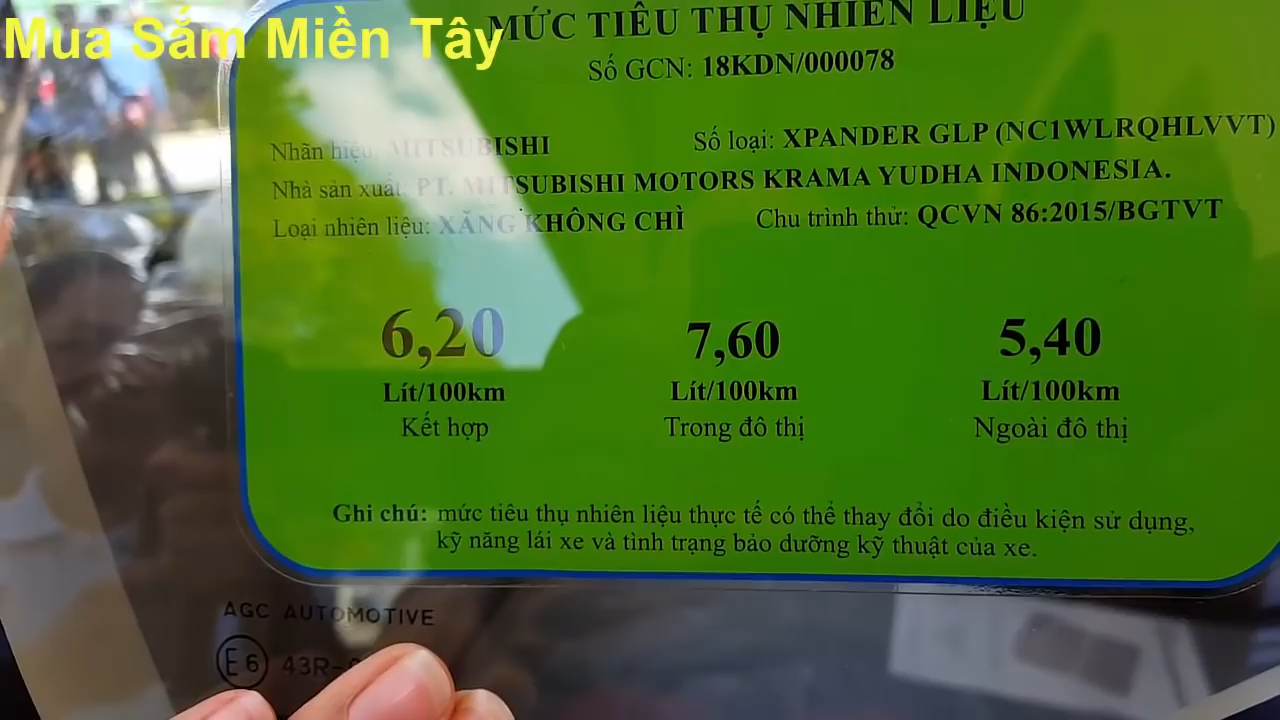 Mua Sắm Miền Tây
MỨC TIÊU THỤ NHIÊN LIỆU
Số GCN: 18KDN/000078
Nhãn hiệu: MITSUBISHI Số loại: XPANDER GLP (NC1WLRQHLVVT)
Nhà sản xuất: PT. MITSUBISHI MOTORS KRAMA YUDHA INDONESIA.
Loại nhiên liệu: XĂNG KHÔNG CHÌ Chu trình thử: QCVN 86:2015/BGTVT
6,20 7,60 5,40
Lít/100km Lít/100km Lít/100km
Kết hợp Trong đô thị Ngoài đô thị
Ghi chú: mức tiêu thụ nhiên liệu thực tế có thể thay đổi do điều kiện sử dụng,
kỹ năng lái xe và tình trạng bảo dưỡng kỹ thuật của xe.
AGC AUTOMOTIVE
E6 43R-